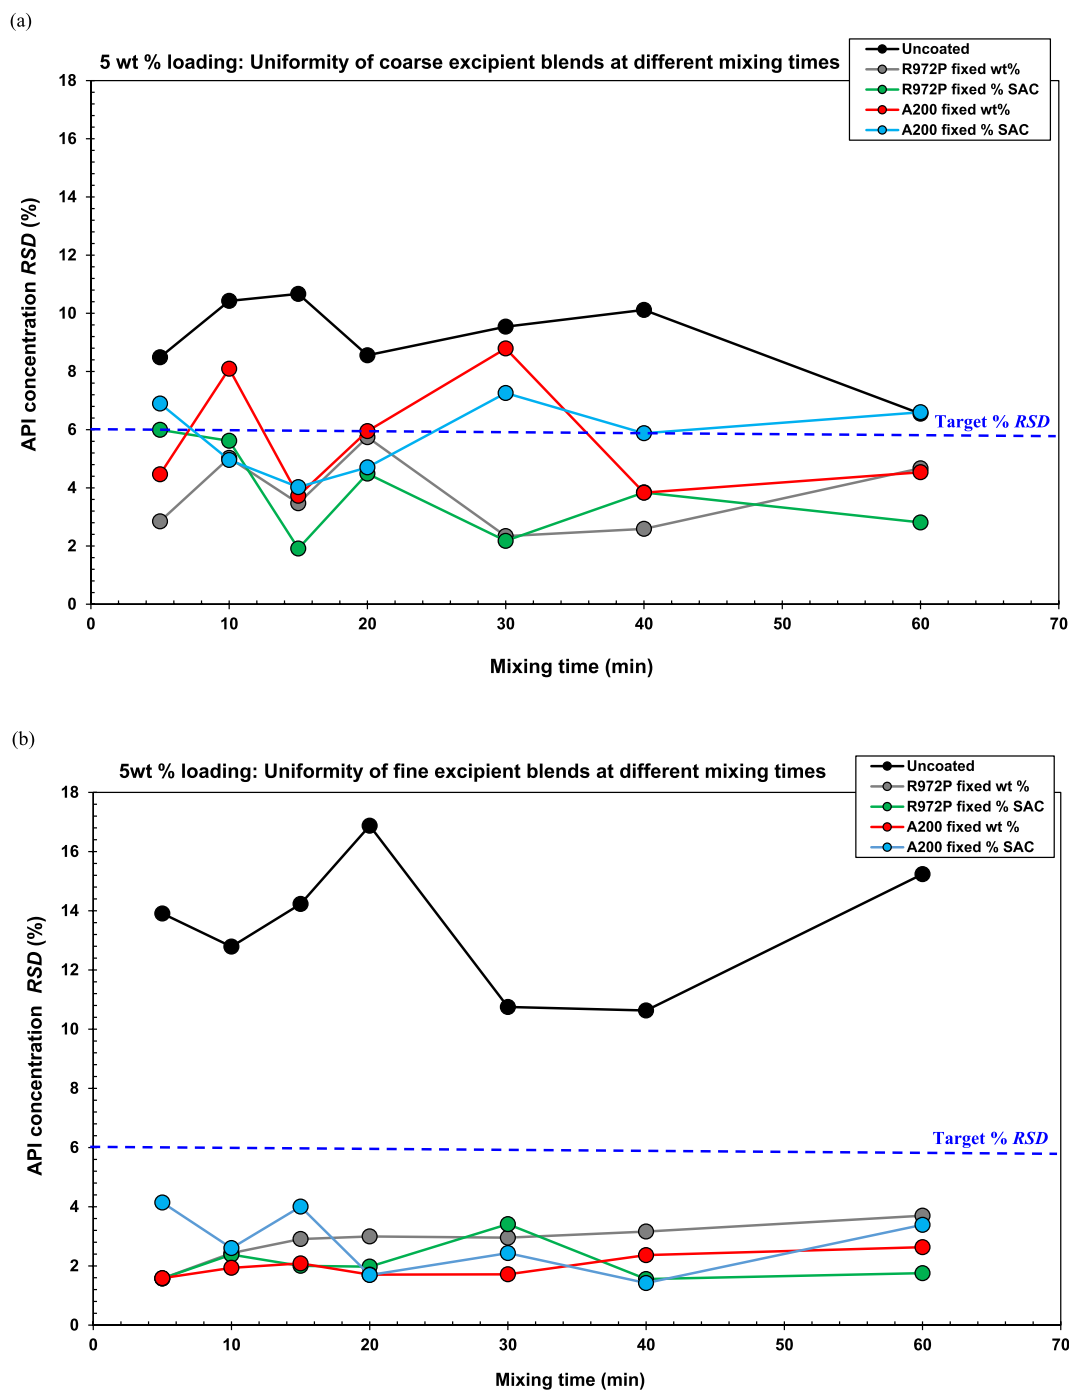 (a)
5 wt % loading: Uniformity of coarse excipient blends at different mixing times
Uncoated
R972P fixed wt%
R972P fixed % SAC
A200 fixed wt%
A200 fixed % SAC
18
16
14
12
10
8
6
4
2
0
API concentration RSD (%)
Target % RSD
0 10 20 30 40 50 60 70
Mixing time (min)
(b)
5wt % loading: Uniformity of fine excipient blends at different mixing times
Uncoated
R972P fixed wt %
R972P fixed % SAC
A200 fixed wt %
A200 fixed % SAC
18
16
14
12
10
8
6
4
2
0
API concentration RSD (%)
Target % RSD
0 10 20 30 40 50 60 70
Mixing time (min)